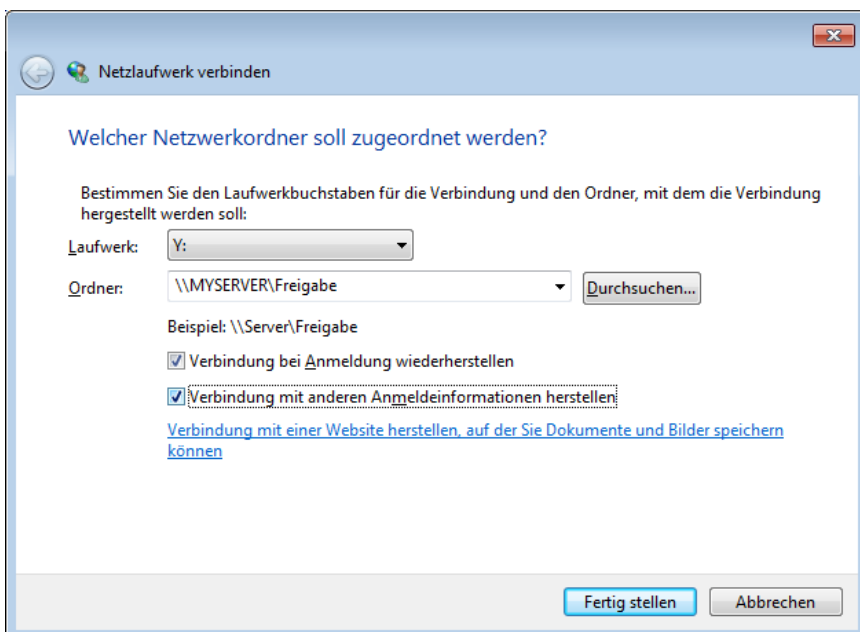 Netzlaufwerk verbinden
Welcher Netzwerkordner soll zugeordnet werden?
Bestimmen Sie den Laufwerkbuchstaben für die Verbindung und den Ordner, mit dem die Verbindung
hergestellt werden soll:
Laufwerk: Y:
Ordner: \\MYSERVER\Freigabe Durchsuchen...
Beispiel: \\Server\Freigabe
Verbindung bei Anmeldung wiederherstellen
Verbindung mit anderen Anmeldeinformationen herstellen
Verbindung mit einer Website herstellen, auf der Sie Dokumente und Bilder speichern
können
Fertig stellen Abbrechen